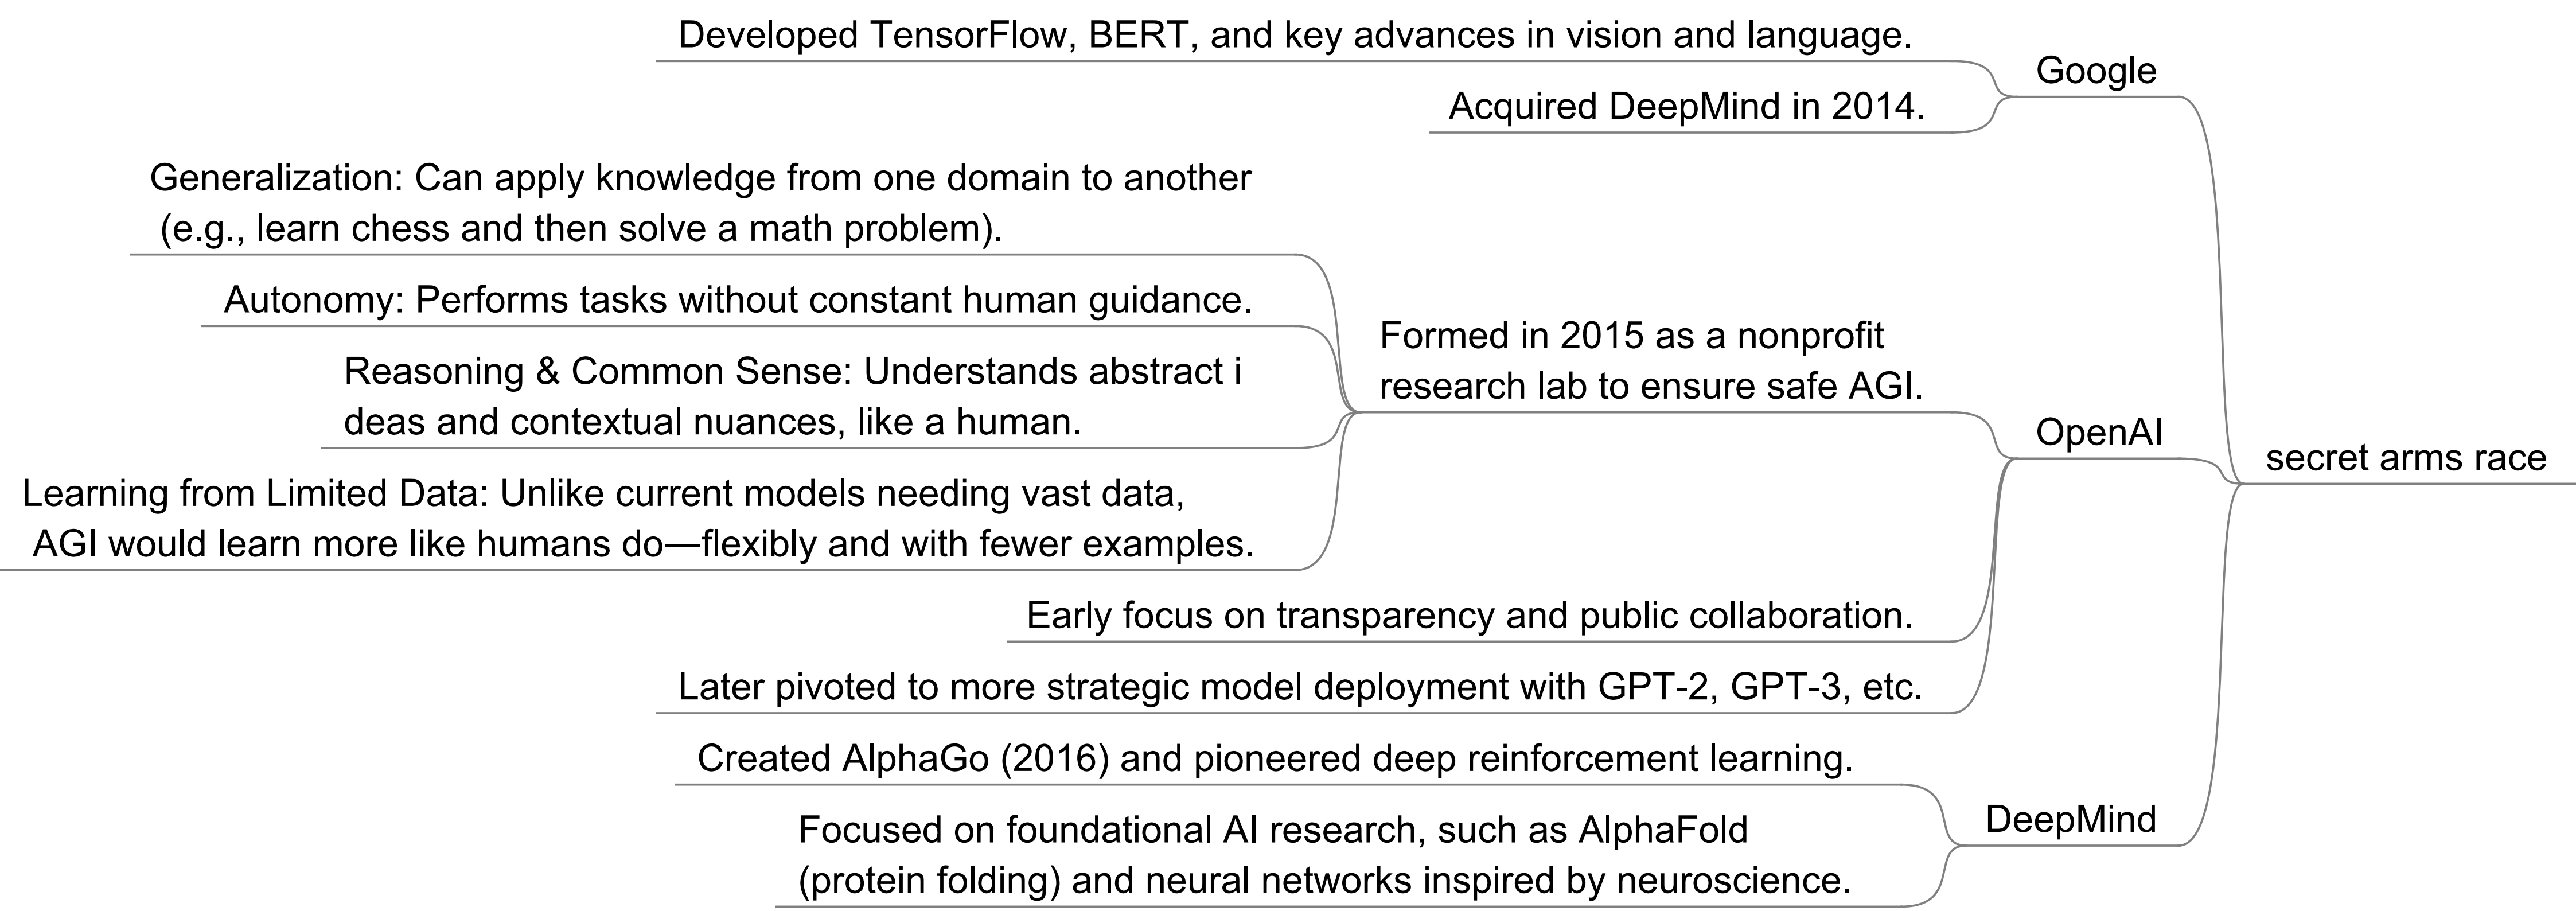 Developed TensorFlow, BERT, and key advances in vision and language.
Google
Acquired DeepMind in 2014.
Generalization: Can apply knowledge from one domain to another
(e.g., learn chess and then solve a math problem).
Autonomy: Performs tasks without constant human guidance.
Reasoning & Common Sense: Understands abstract i
deas and contextual nuances, like a human.
Learning from Limited Data: Unlike current models needing vast data,
AGI would learn more like humans do—flexibly and with fewer examples.
Formed in 2015 as a nonprofit
research lab to ensure safe AGI.
OpenAI
secret arms race
Early focus on transparency and public collaboration.
Later pivoted to more strategic model deployment with GPT-2, GPT-3, etc.
Created AlphaGo (2016) and pioneered deep reinforcement learning.
DeepMind
Focused on foundational AI research, such as AlphaFold
(protein folding) and neural networks inspired by neuroscience.